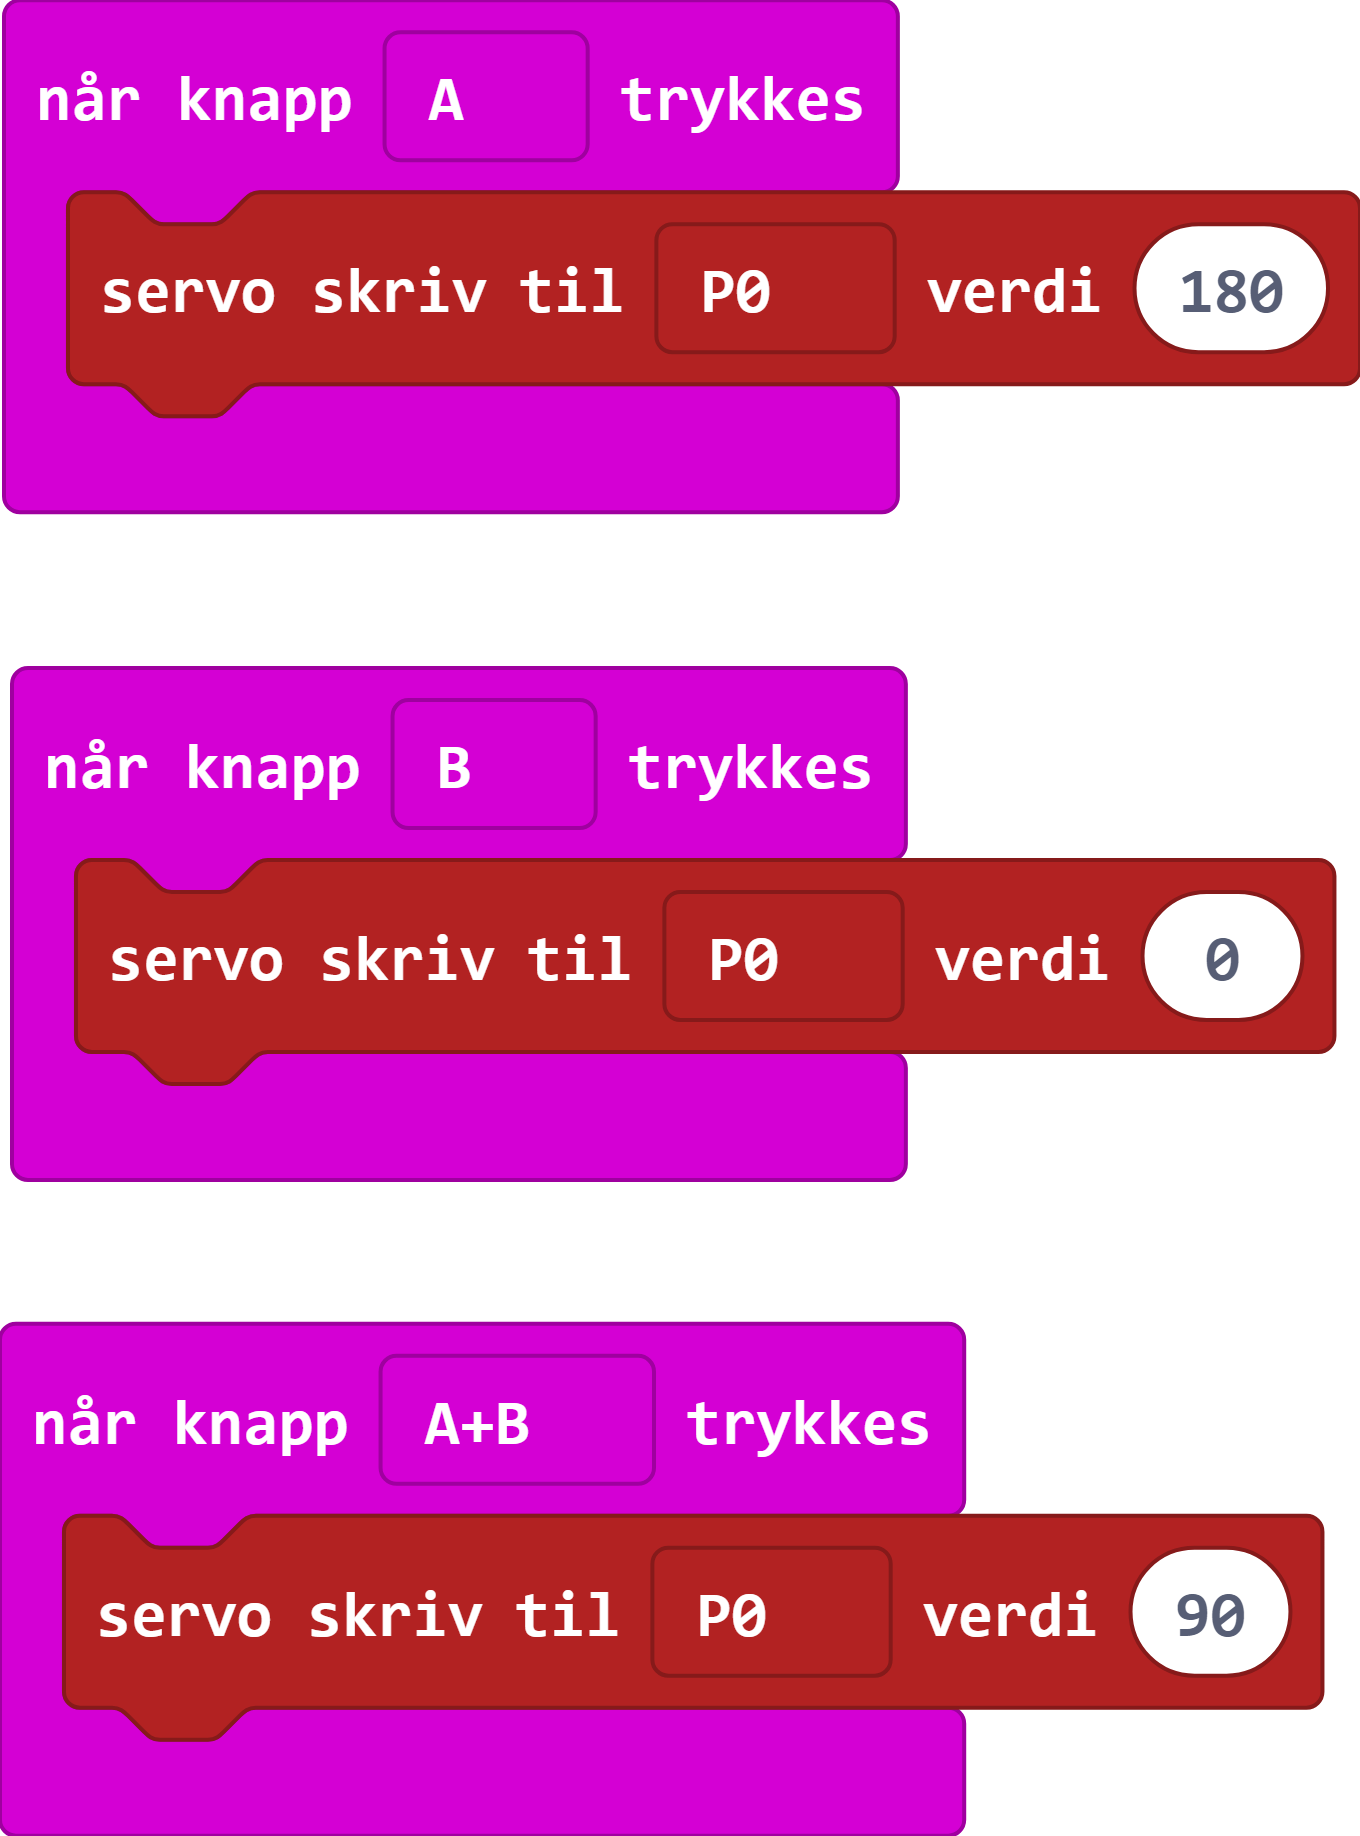 når knapp A trykkes
servo skriv til P0 verdi 180
når knapp B trykkes
servo skriv til P0 verdi 0
når knapp A+B trykkes
servo skriv til P0 verdi 90